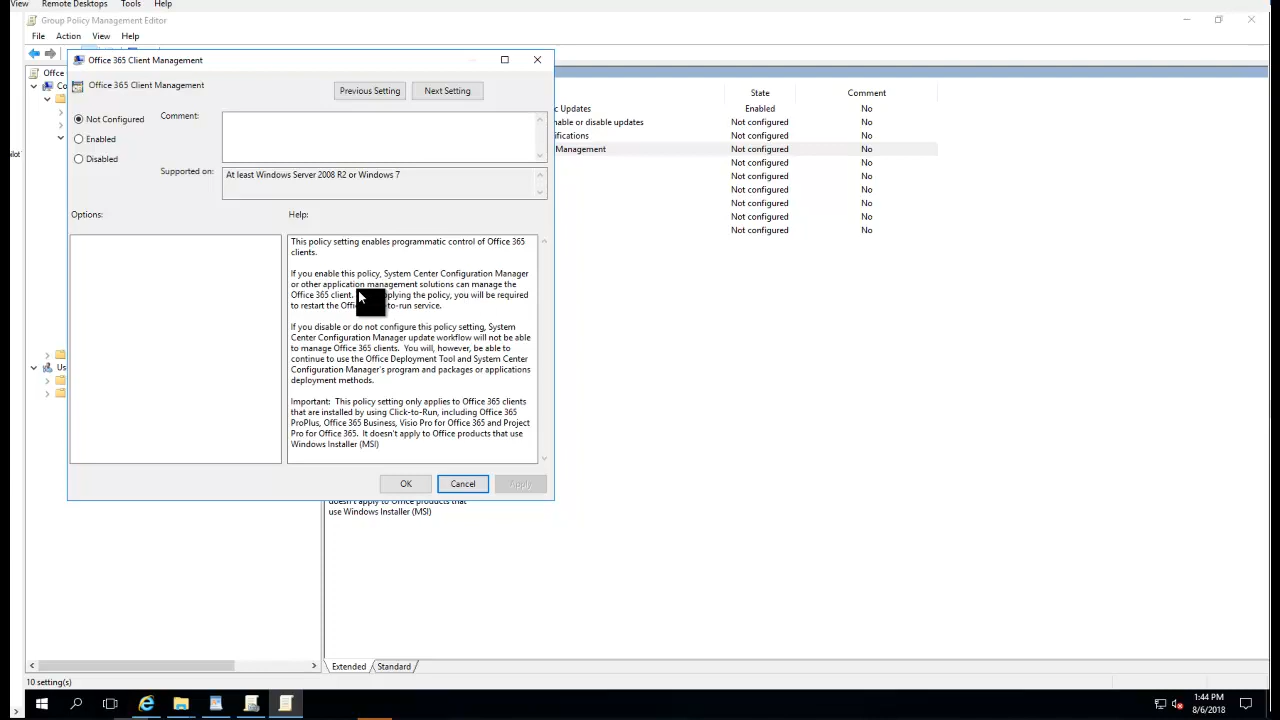 View Remote Desktops Tools Help
Group Policy Management Editor
File Action View Help
Office 365 Client Management
Office 365 Client Management
Previous Setting Next Setting
Not Configured
Enabled
Disabled
Comment:
Supported on:
At least Windows Server 2008 R2 or Windows 7
Options:
Help:
This policy setting enables programmatic control of Office 365
clients.
If you enable this policy, System Center Configuration Manager
or other application management solutions can manage the
Office 365 client. pplying the policy, you will be required
to restart the Offi to-run service.
If you disable or do not configure this policy setting, System
Center Configuration Manager update workflow will not be able
to manage Office 365 clients. You will, however, be able to
continue to use the Office Deployment Tool and System Center
Configuration Manager's program and packages or applications
deployment methods.
Important: This policy setting only applies to Office 365 clients
that are installed by using Click-to-Run, including Office 365
ProPlus, Office 365 Business, Visio Pro for Office 365 and Project
Pro for Office 365. It doesn't apply to Office products that use
Windows Installer (MSI)
OK Cancel Apply
Office
Co
Us
pilot
State Comment
c Updates Enabled No
nable or disable updates Not configured No
ifications Not configured No
Management Not configured No
Not configured No
Not configured No
Not configured No
Not configured No
Not configured No
Not configured No
doesn't apply to Office products that
use Windows Installer (MSI)
Extended Standard
10 setting(s)
1:44 PM
8/6/2018